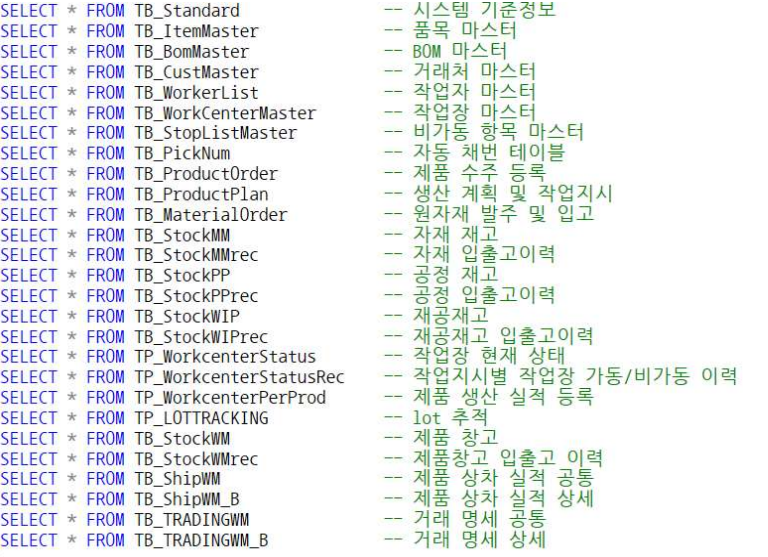 SELECT * FROM TB_Standard -- 시스템 기준정보
SELECT * FROM TB_ItemMaster -- 품목 마스터
SELECT * FROM TB_BomMaster -- BOM 마스터
SELECT * FROM TB_CustMaster -- 거래처 마스터
SELECT * FROM TB_WorkerList -- 작업자 마스터
SELECT * FROM TB_WorkCenterMaster -- 작업장 마스터
SELECT * FROM TB_StopListMaster -- 비가동 항목 마스터
SELECT * FROM TB_PickNum -- 자동 채번 테이블
SELECT * FROM TB_ProductOrder -- 제품 수주 등록
SELECT * FROM TB_ProductPlan -- 생산 계획 및 작업지시
SELECT * FROM TB_MaterialOrder -- 원자재 발주 및 입고
SELECT * FROM TB_StockMM -- 자재 재고
SELECT * FROM TB_StockMMrec -- 자재 입출고이력
SELECT * FROM TB_StockPP -- 공정 재고
SELECT * FROM TB_StockPPrec -- 공정 입출고이력
SELECT * FROM TB_StockWIP -- 재공재고
SELECT * FROM TB_StockWIPrec -- 재공재고 입출고이력
SELECT * FROM TP_WorkcenterStatus -- 작업장 현재 상태
SELECT * FROM TP_WorkcenterStatusRec -- 작업지시별 작업장 가동/비가동 이력
SELECT * FROM TP_WorkcenterPerProd -- 제품 생산 실적 등록
SELECT * FROM TP_LOTTRACKING -- lot 추적
SELECT * FROM TB_StockWM -- 제품 창고
SELECT * FROM TB_StockWMrec -- 제품창고 입출고 이력
SELECT * FROM TB_ShipWM -- 제품 상차 실적 공통
SELECT * FROM TB_ShipWM_B -- 제품 상차 실적 상세
SELECT * FROM TB_TRADINGWM -- 거래 명세 공통
SELECT * FROM TB_TRADINGWM_B -- 거래 명세 상세